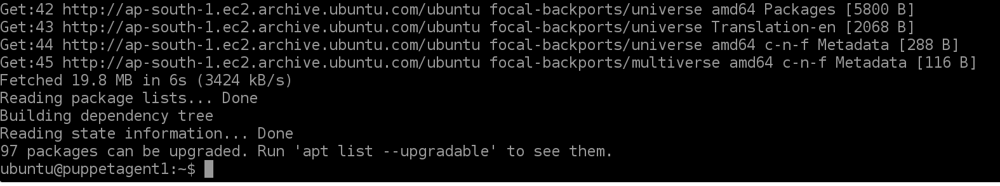 Get:42 http://ap-south-1.ec2.archive.ubuntu.com/ubuntu focal-backports/universe amd64 Packages [5800 B]
Get:43 http://ap-south-1.ec2.archive.ubuntu.com/ubuntu focal-backports/universe Translation-en [2068 B]
Get:44 http://ap-south-1.ec2.archive.ubuntu.com/ubuntu focal-backports/universe amd64 c-n-f Metadata [288 B]
Get:45 http://ap-south-1.ec2.archive.ubuntu.com/ubuntu focal-backports/multiverse amd64 c-n-f Metadata [116 B]
Fetched 19.8 MB in 6s (3424 kB/s)
Reading package lists... Done
Building dependency tree
Reading state information... Done
97 packages can be upgraded. Run 'apt list --upgradable' to see them.
ubuntu@puppetagent1:~$